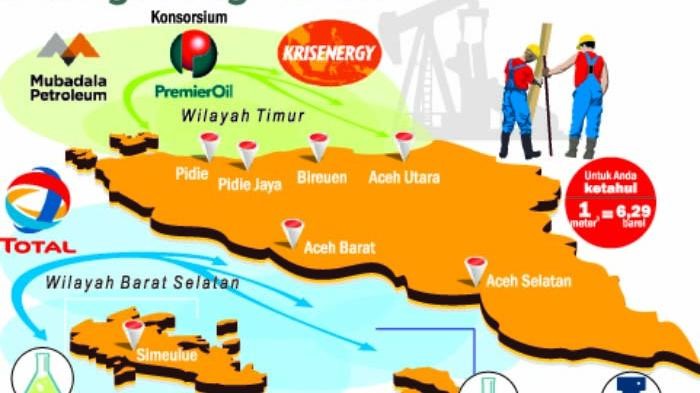 Konsorsium
Mubadala
Petroleum
PremierOil
KRISENERGY
Wilayah Timur
Pidie
Pidie Jaya
Bireuen
Aceh Utara
Untuk Anda
ketahui
1 meter³ = 6,29 barel
TOTAL
Aceh Barat
Wilayah Barat Selatan
Aceh Selatan
Simeulue